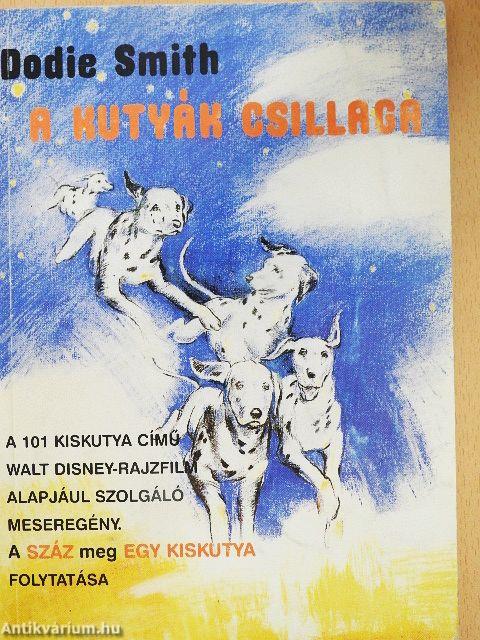 Dodie Smith
A KUTYÁK CSILLAGA
A 101 KISKUTYA CÍMŰ
WALT DISNEY-RAJZFILM
ALAPJÁUL SZOLGÁLÓ
MESEREGÉNY.
A SZÁZ meg EGY KISKUTYA
FOLYTATÁSA
Antikvárium.hu